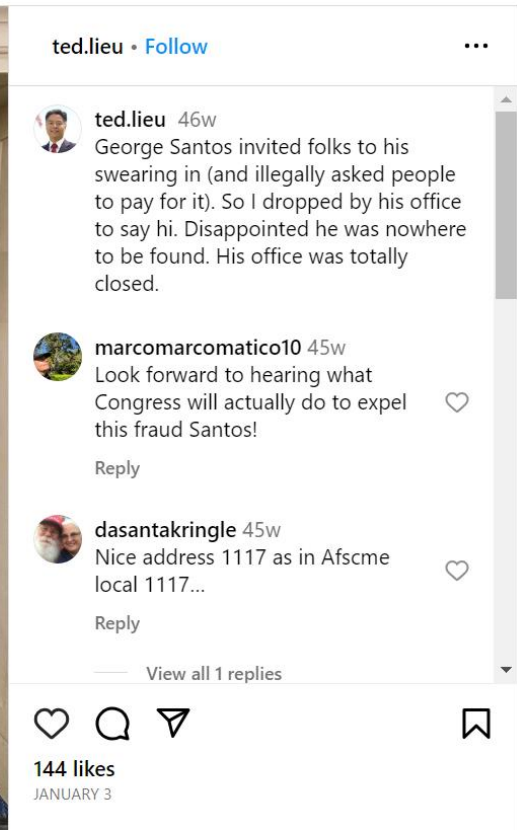 ted.lieu • Follow
ted.lieu 46w
George Santos invited folks to his
swearing in (and illegally asked people
to pay for it). So I dropped by his office
to say hi. Disappointed he was nowhere
to be found. His office was totally
closed.
marcomarcomatico10 45w
Look forward to hearing what
Congress will actually do to expel
this fraud Santos!
Reply
dasantakringle 45w
Nice address 1117 as in Afscme
local 1117...
Reply
View all 1 replies
144 likes
JANUARY 3